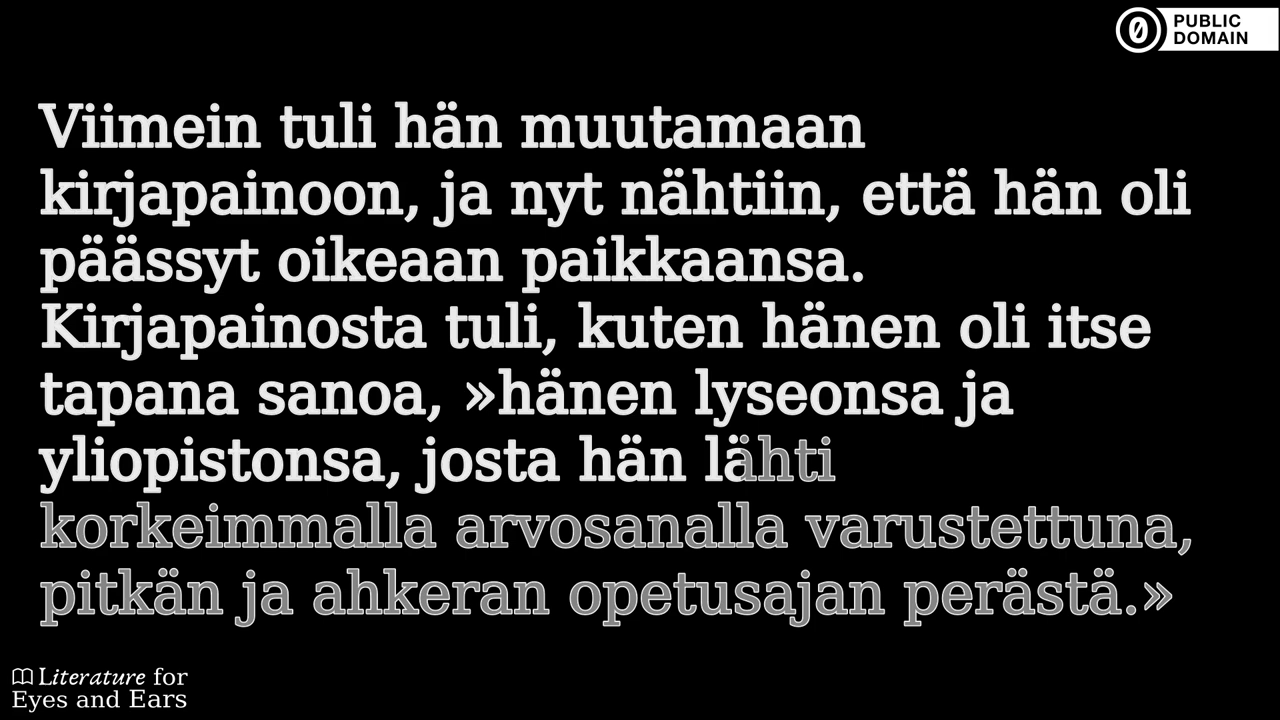 PUBLIC
DOMAIN
Viimein tuli hän muutamaan
kirjapainoon, ja nyt nähtiin, että hän oli
päässyt oikeaan paikkaansa.
Kirjapainosta tuli, kuten hänen oli itse
tapana sanoa, »hänen lyseonsa ja
yliopistonsa, josta hän lähti
korkeimmalla arvosanalla varustettuna,
pitkän ja ahkeran opetusajan perästä.»
Literature for
Eyes and Ears